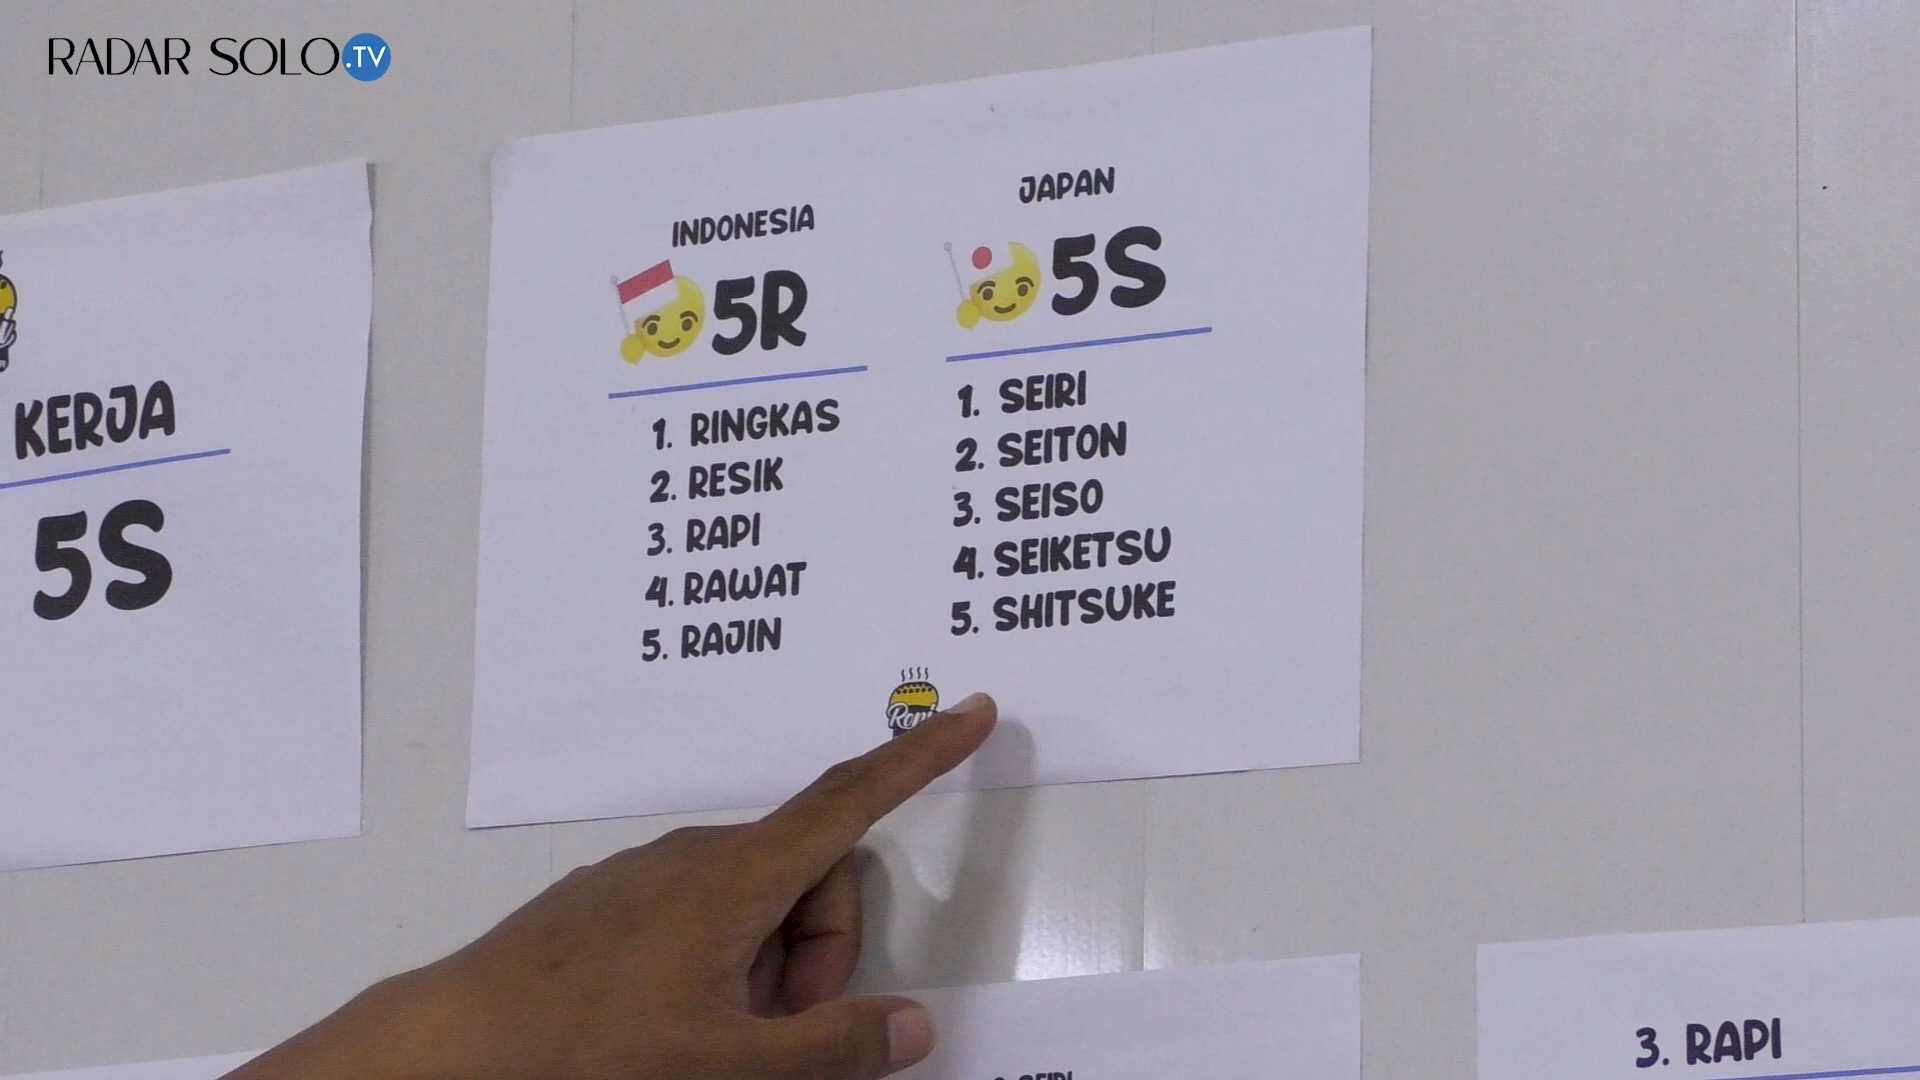 RADAR SOLO.TV
KERJA
5S
INDONESIA
5R
1. RINGKAS
2. RESIK
3. RAPI
4. RAWAT
5. RAJIN
JAPAN
5S
1. SEIRI
2. SEITON
3. SEISO
4. SEIKETSU
5. SHITSUKE
3. RAPI